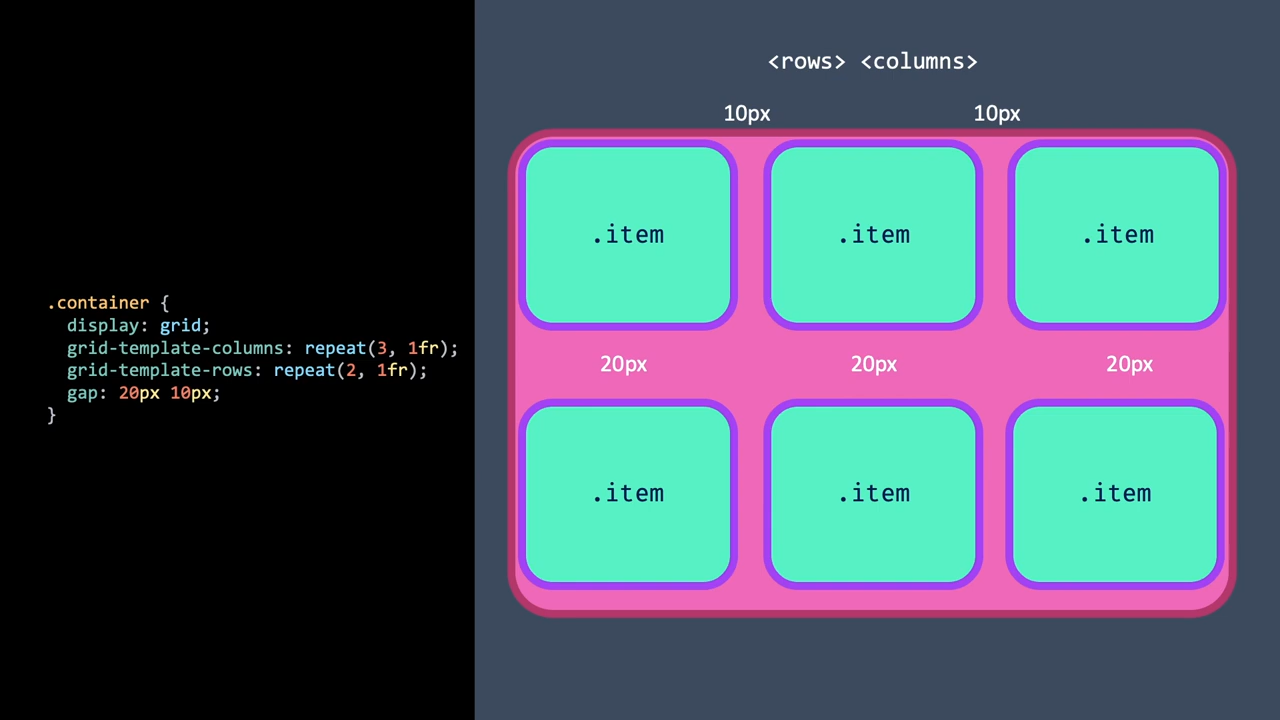 .container {
  display: grid;
  grid-template-columns: repeat(3, 1fr);
  grid-template-rows: repeat(2, 1fr);
  gap: 20px 10px;
}
<rows> <columns>
10px 10px
.item .item .item
20px 20px 20px
.item .item .item